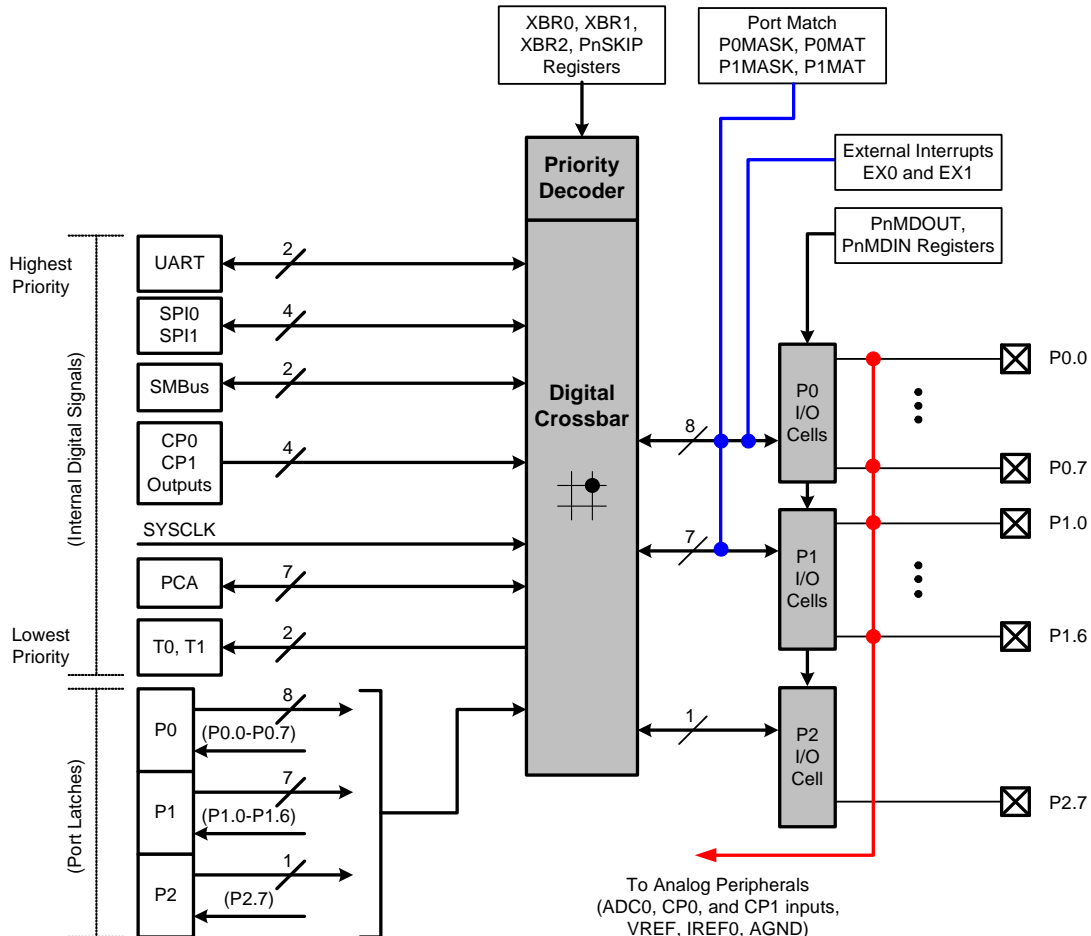 XBR0, XBR1,
XBR2, PnSKIP
Registers
Port Match
P0MASK, P0MAT
P1MASK, P1MAT
External Interrupts
EX0 and EX1
PnMDOUT,
PnMDIN Registers
Priority
Decoder
Digital
Crossbar
Highest
Priority
(Internal Digital Signals)
Lowest
Priority
(Port Latches)
UART
2
SPI0
SPI1
4
SMBus
2
CP0
CP1
Outputs
4
SYSCLK
PCA
7
T0, T1
2
P0
8
(P0.0-P0.7)
P1
7
(P1.0-P1.6)
P2
1
(P2.7)
8
7
1
P0
I/O
Cells
P1
I/O
Cells
P2
I/O
Cell
P0.0
P0.7
P1.0
P1.6
P2.7
To Analog Peripherals
(ADC0, CP0, and CP1 inputs,
VREF, IREF0, AGND)